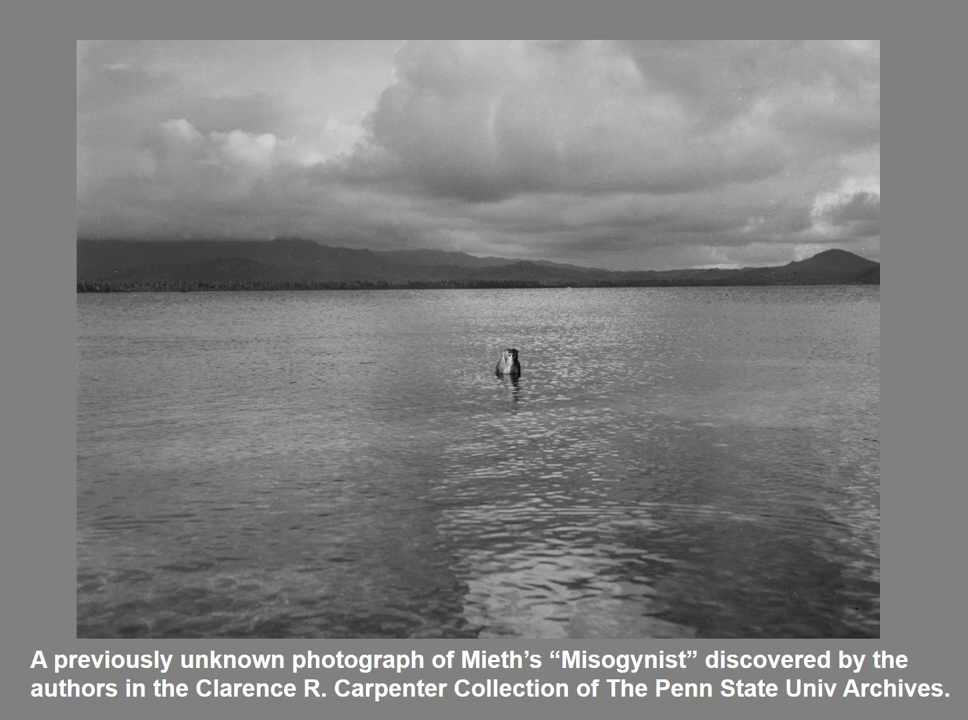 A previously unknown photograph of Mieth’s “Misogynist” discovered by the
authors in the Clarence R. Carpenter Collection of The Penn State Univ Archives.